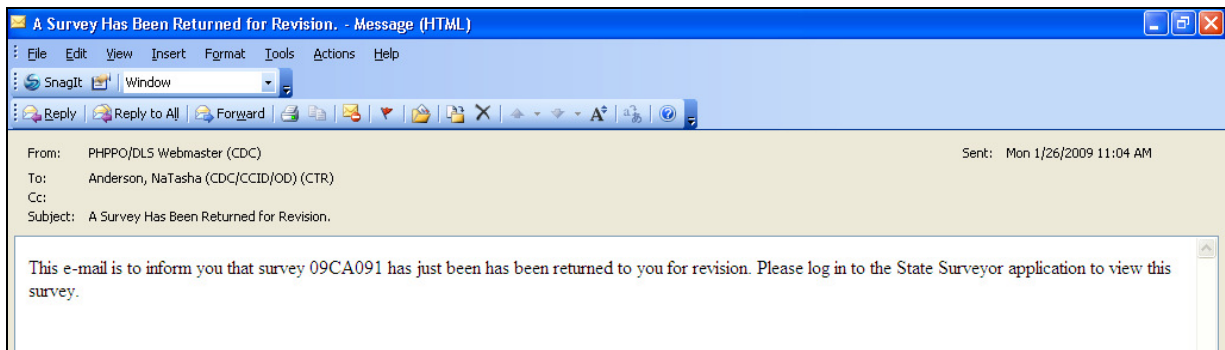 A Survey Has Been Returned for Revision. - Message (HTML)
File Edit View Insert Format Tools Actions Help
SnagIt Window
Reply Reply to All Forward
From: PHPPO/DLS Webmaster (CDC) Sent: Mon 1/26/2009 11:04 AM
To: Anderson, NaTasha (CDC/CCID/OD) (CTR)
Cc:
Subject: A Survey Has Been Returned for Revision.
This e-mail is to inform you that survey 09CA091 has just been has been returned to you for revision. Please log in to the State Surveyor application to view this
survey.